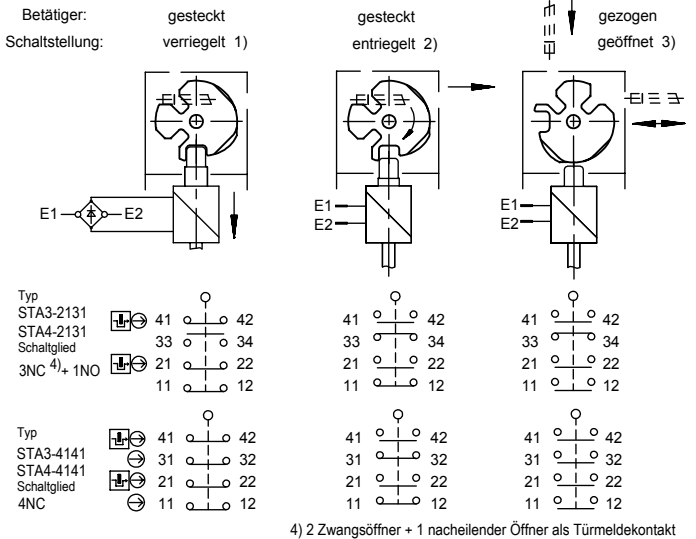 Betätiger: gesteckt gesteckt gezogen
Schaltstellung: verriegelt 1) entriegelt 2) geöffnet 3)
E1 E2 E1 E1
E2 E2
Typ
STA3-2131 41 42 41 42 41 42
STA4-2131 33 34 33 34 33 34
Schaltglied
3NC 4)+ 1NO 21 22 21 22 21 22
11 12 11 12 11 12
Typ 41 42 41 42 41 42
STA3-4141 31 32 31 32 31 32
STA4-4141 21 22 21 22 21 22
Schaltglied
4NC 11 12 11 12 11 12
4) 2 Zwangsöffner + 1 nacheilender Öffner als Türmeldekontakt